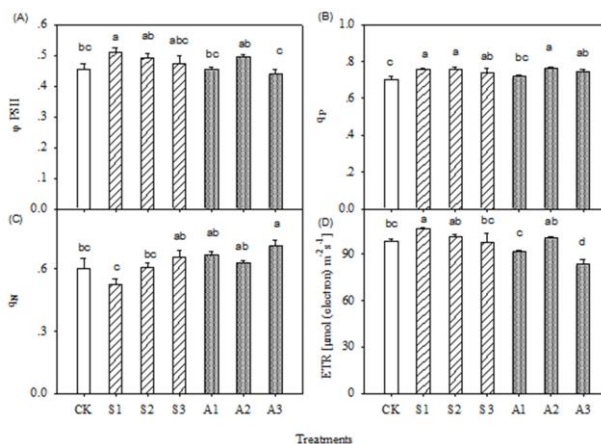 (A)
.6
.5
.4
.5
.4
0.0
φ PSII
bc a ab abc bc ab c
(B)
1.0
.8
.6
.4
.2
0.0
qP
c a a ab bc a ab
(C)
.6
.3
0.0
qN
bc c bc ab ab ab a
(D)
90
60
30
0
ETR [μmol (electron) m⁻² s⁻¹]
bc a ab bc c ab d
CK S1 S2 S3 A1 A2 A3
CK S1 S2 S3 A1 A2 A3
Treatments